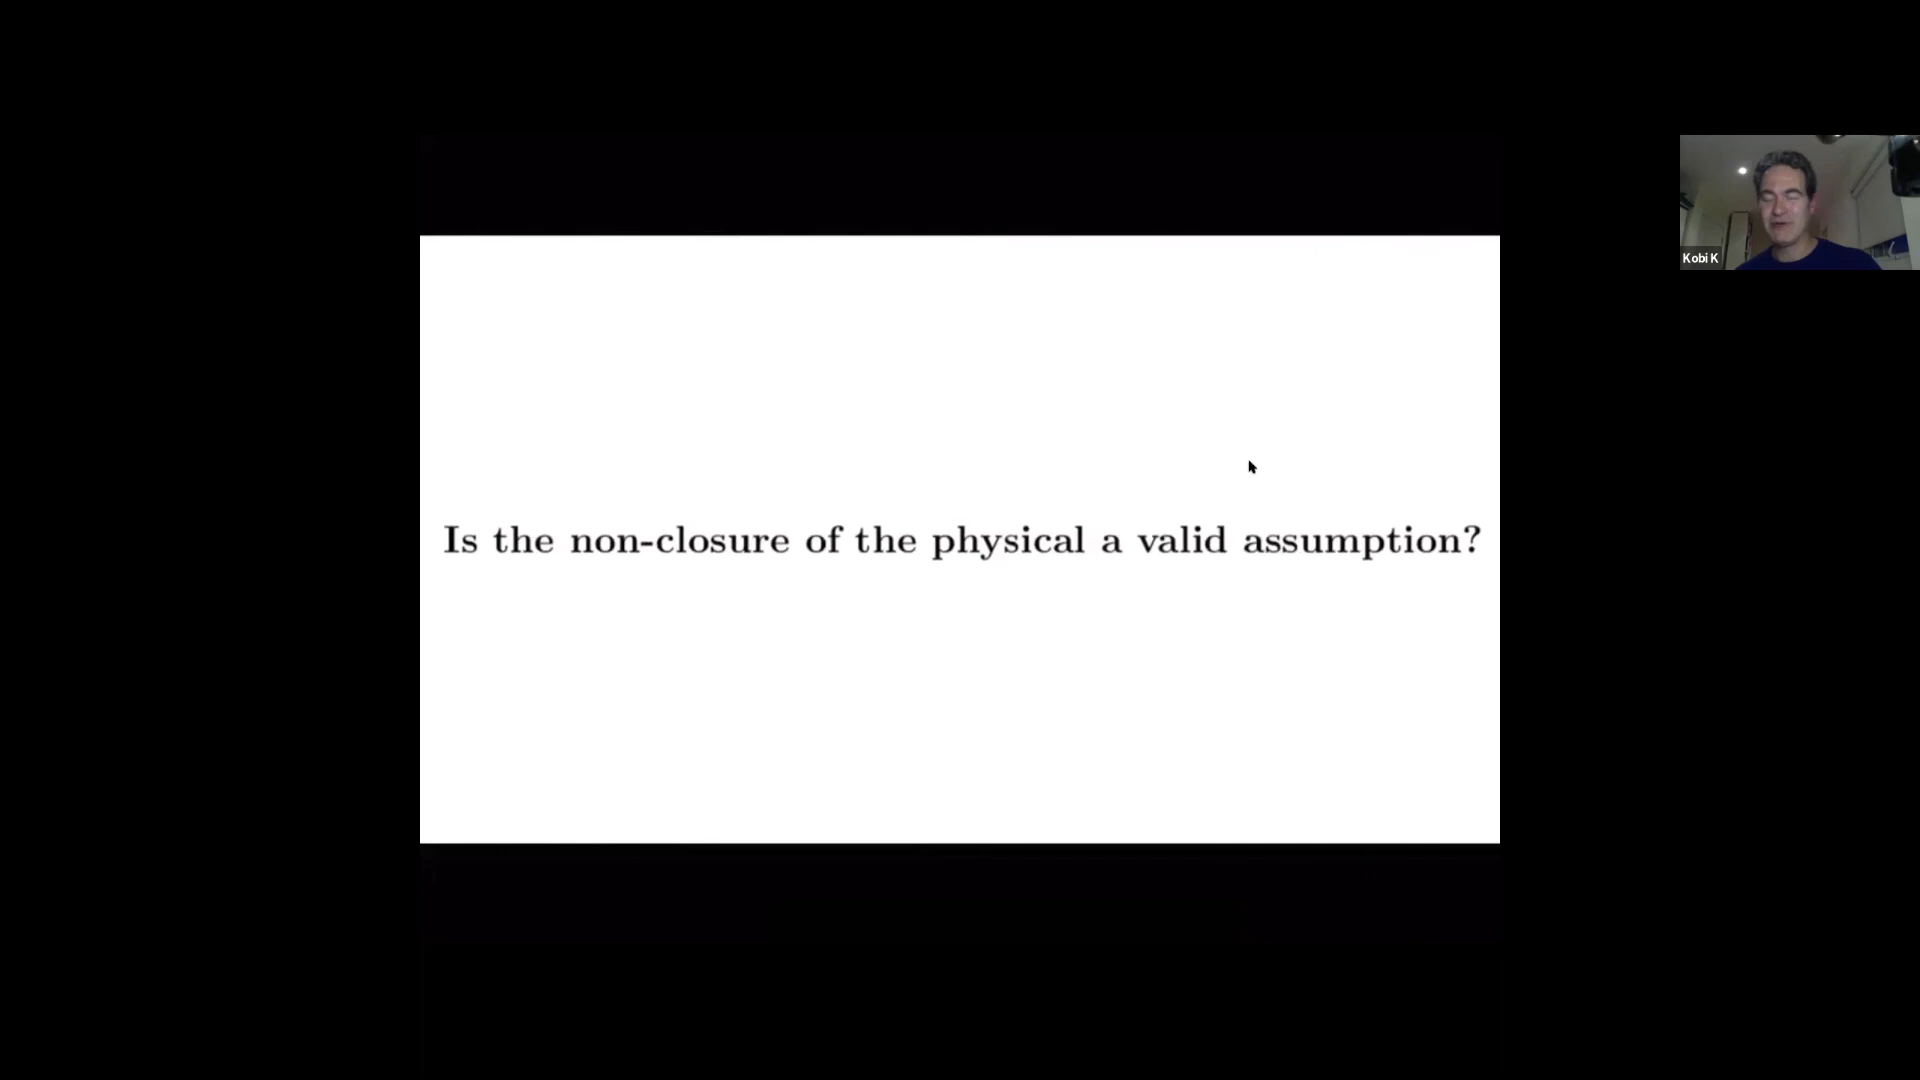 Is the non-closure of the physical a valid assumption?
Kobi K